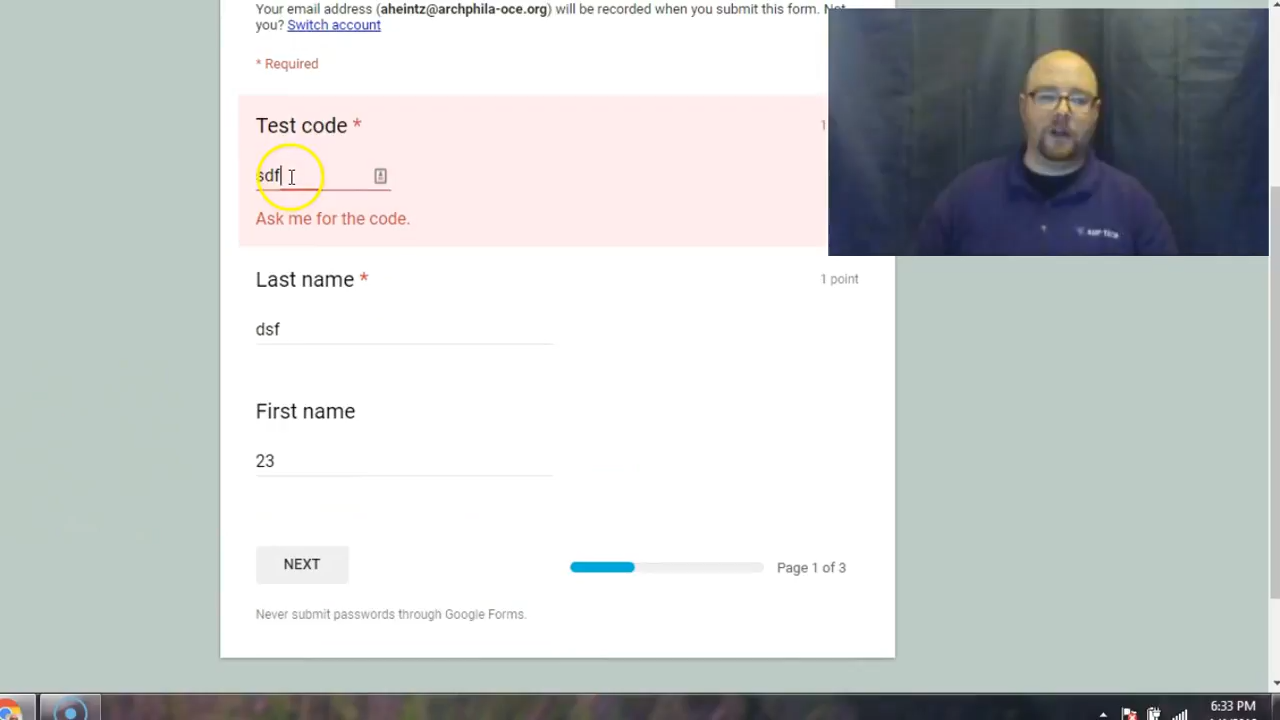 Your email address (aheintz@archphila-oce.org) will be recorded when you submit this form. Not
you? Switch account
* Required
Test code *
1
sdf
Ask me for the code.
Last name *
1 point
dsf
First name
23
NEXT
Page 1 of 3
Never submit passwords through Google Forms.
6:33 PM